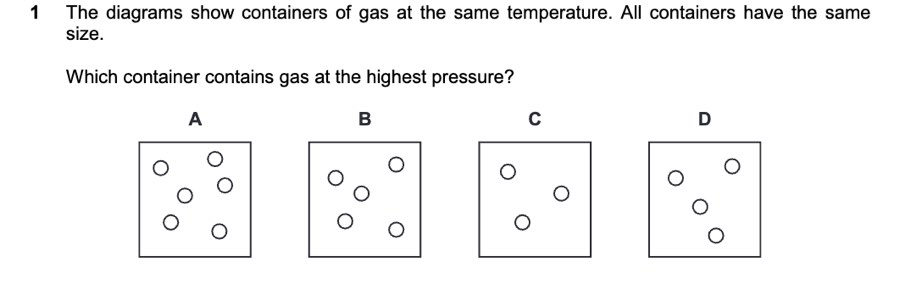 1 The diagrams show containers of gas at the same temperature. All containers have the same
size.
Which container contains gas at the highest pressure?
A B C D